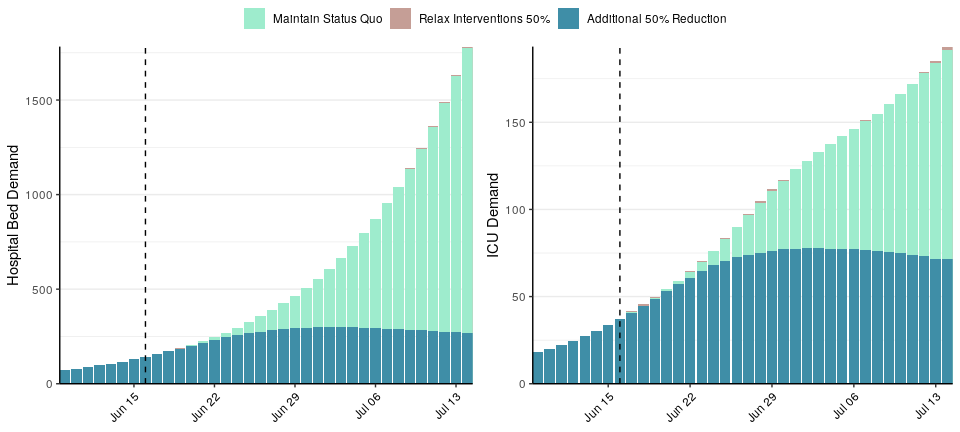 Maintain Status Quo Relax Interventions 50% Additional 50% Reduction
Hospital Bed Demand
1500
1000
500
0
Jun 15 Jun 22 Jun 29 Jul 06 Jul 13
ICU Demand
150
100
50
0
Jun 15 Jun 22 Jun 29 Jul 06 Jul 13